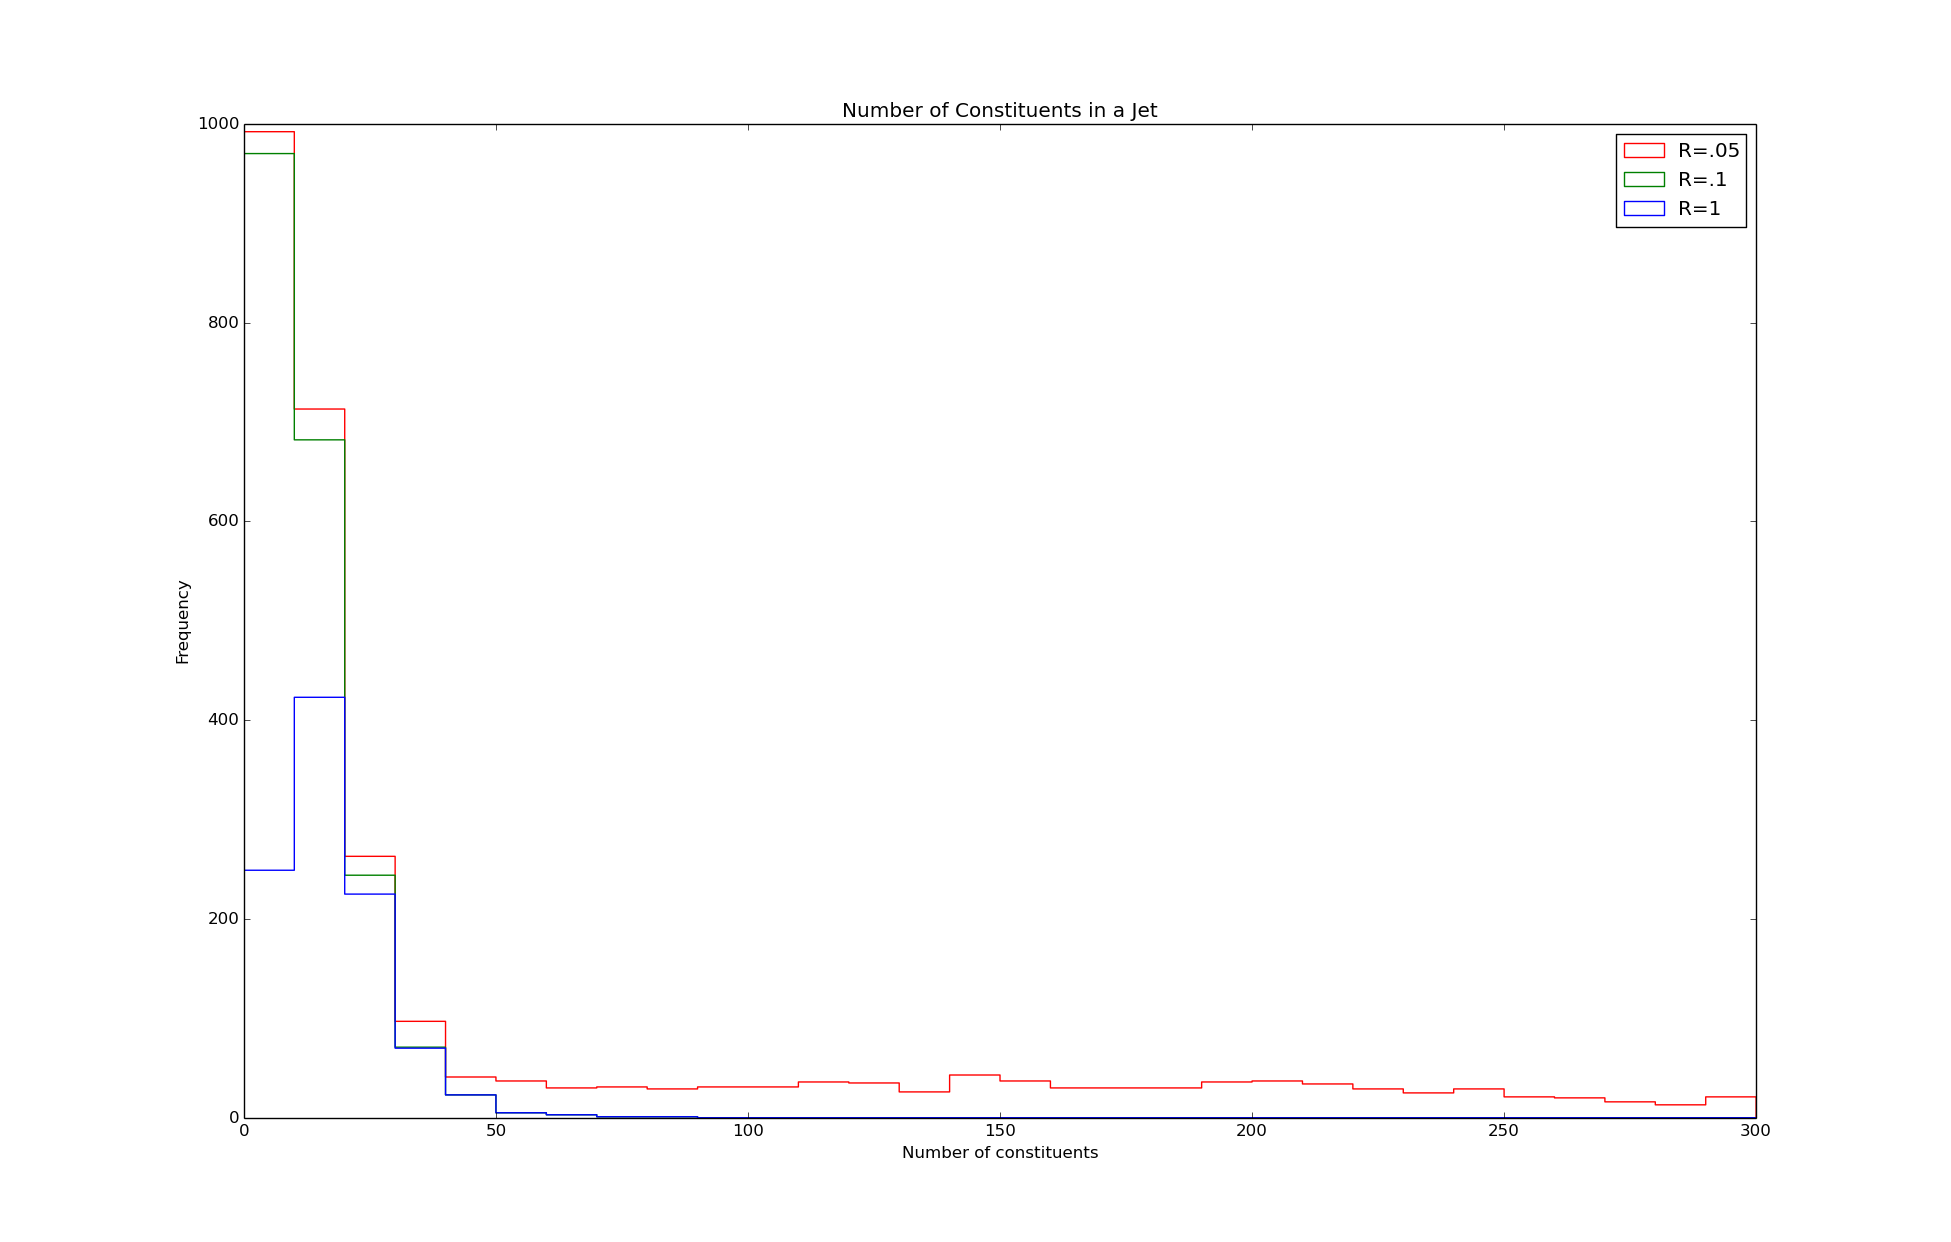 Number of Constituents in a Jet
1000
800
600
400
200
0
Frequency
R=.05
R=.1
R=1
0 50 100 150 200 250 300
Number of constituents